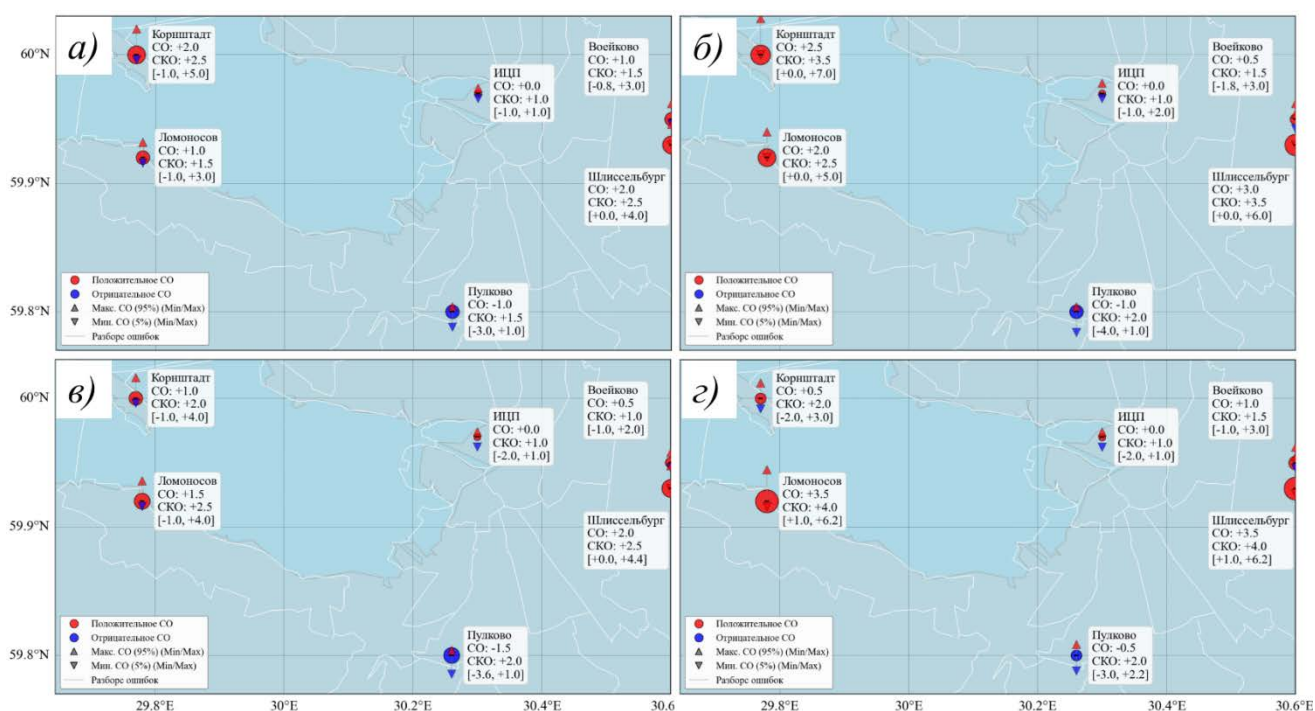 а)
Корнштадт
СО: +2.0
СКО: +2.5
[-1.0, +5.0]
Воейково
СО: +1.0
СКО: +1.5
[-0.8, +3.0]
ИЦП
СО: +0.0
СКО: +1.0
[-1.0, +1.0]
Ломоносов
СО: +1.0
СКО: +1.5
[-1.0, +3.0]
Шлиссельбург
СО: +2.0
СКО: +2.5
[+0.0, +4.0]
Пулково
СО: -1.0
СКО: +1.5
[-3.0, +1.0]
Положительное СО
Отрицательное СО
Макс. СО (95%) (Min/Max)
Мин. СО (5%) (Min/Max)
Разборс ошибок
60°N
59.9°N
59.8°N
б)
Корнштадт
СО: +2.5
СКО: +3.5
[+0.0, +7.0]
Воейково
СО: +0.5
СКО: +1.5
[-1.8, +3.0]
ИЦП
СО: +0.0
СКО: +1.0
[-1.0, +2.0]
Ломоносов
СО: +2.0
СКО: +2.5
[+0.0, +5.0]
Шлиссельбург
СО: +3.0
СКО: +3.5
[+0.0, +6.0]
Пулково
СО: -1.0
СКО: +2.0
[-4.0, +1.0]
Положительное СО
Отрицательное СО
Макс. СО (95%) (Min/Max)
Мин. СО (5%) (Min/Max)
Разборс ошибок
в)
Корнштадт
СО: +1.0
СКО: +2.0
[-1.0, +4.0]
Воейково
СО: +0.5
СКО: +1.0
[-1.0, +2.0]
ИЦП
СО: +0.0
СКО: +1.0
[-2.0, +1.0]
Ломоносов
СО: +1.5
СКО: +2.5
[-1.0, +4.0]
Шлиссельбург
СО: +2.0
СКО: +2.5
[+0.0, +4.4]
Пулково
СО: -1.5
СКО: +2.0
[-3.6, +1.0]
Положительное СО
Отрицательное СО
Макс. СО (95%) (Min/Max)
Мин. СО (5%) (Min/Max)
Разборс ошибок
60°N
59.9°N
59.8°N
29.8°E
30°E
30.2°E
30.4°E
30.6
г)
Корнштадт
СО: +0.5
СКО: +2.0
[-2.0, +3.0]
Воейково
СО: +1.0
СКО: +1.5
[-1.0, +3.0]
ИЦП
СО: +0.0
СКО: +1.0
[-2.0, +1.0]
Ломоносов
СО: +3.5
СКО: +4.0
[+1.0, +6.2]
Шлиссельбург
СО: +3.5
СКО: +4.0
[+1.0, +6.2]
Пулково
СО: -0.5
СКО: +2.0
[-3.0, +2.2]
Положительное СО
Отрицательное СО
Макс. СО (95%) (Min/Max)
Мин. СО (5%) (Min/Max)
Разборс ошибок
29.8°E
30°E
30.2°E
30.4°E
30.6°E